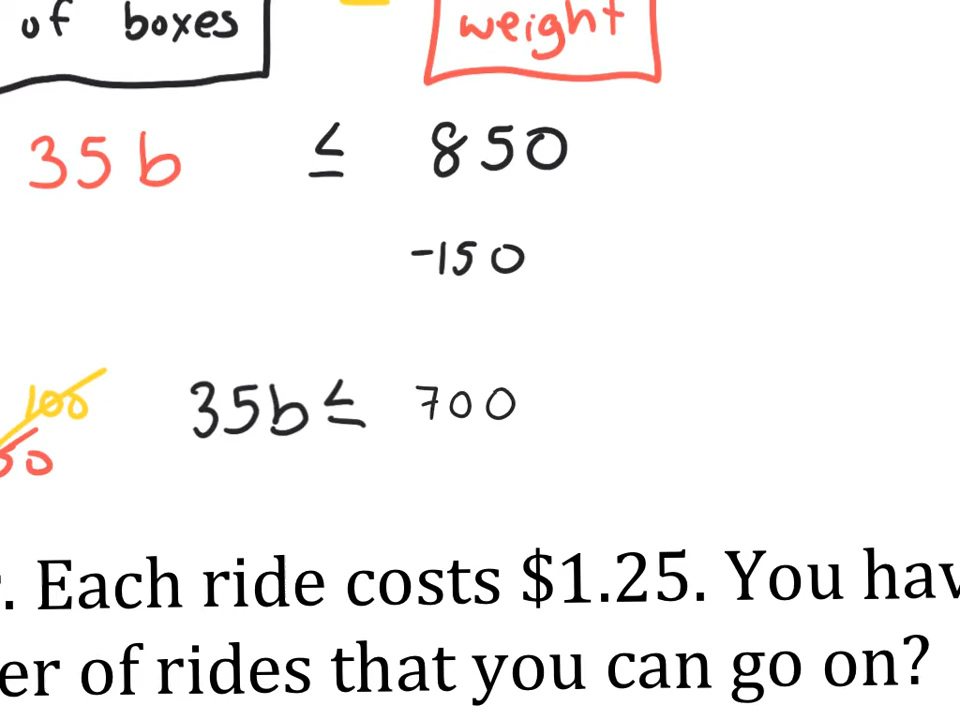 of boxes weight
35b ≤ 850
-150
100 35b ≤ 700
50
. Each ride costs $1.25. You hav
er of rides that you can go on?